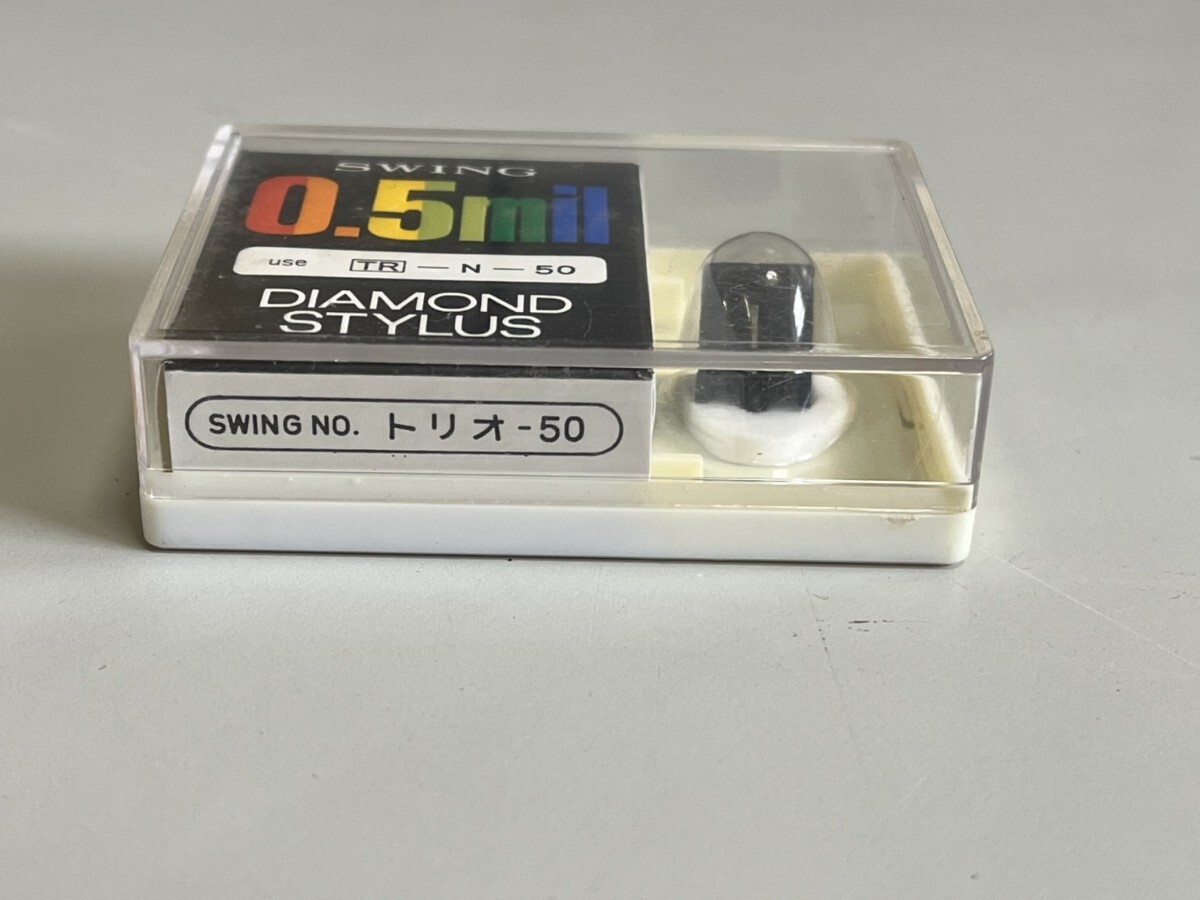 SWING
0.5mil
use TR-N-50
DIAMOND
STYLUS
SWING NO. トリオ-50